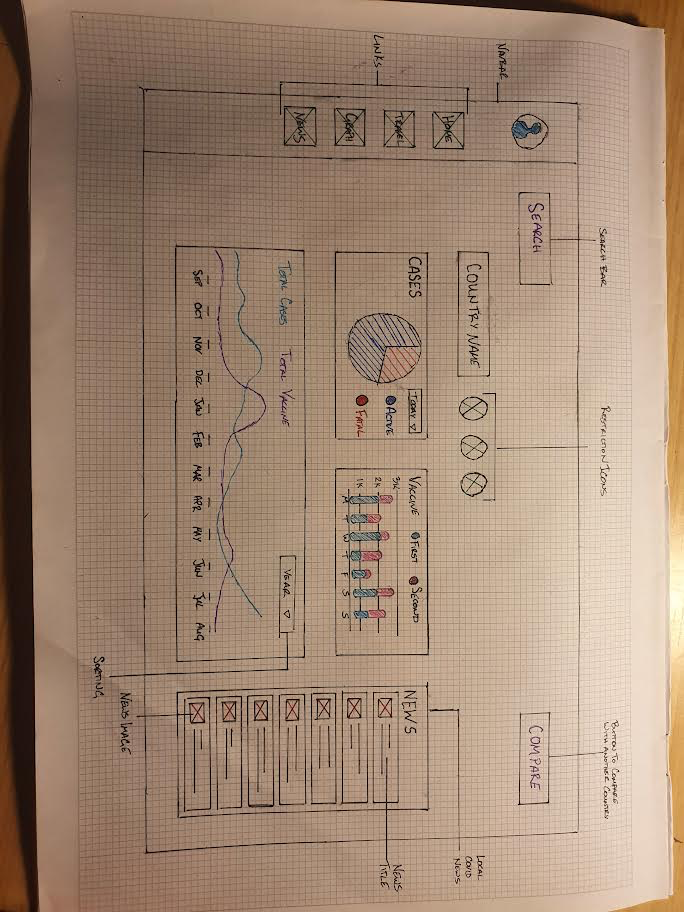 NAVBAR
LINKS
HOME
TRAVEL
GRAPH
NEWS
SEARCH BAR
SEARCH
RESTRICTION ICONS
BUTTON TO COMPARE
WITH ANOTHER COUNTRY
COMPARE
COUNTRY NAME
CASES
TODAY
ACTIVE
FATAL
VACCINE
FIRST
SECOND
3K
2K
1K
M T W T F S S
TOTAL CASES
TOTAL VACCINE
YEAR
SEP OCT NOV DEC JAN FEB MAR APR MAY JUN JUL AUG
SORTING
NEWS
LOCAL
COVID
NEWS
NEWS
TITLE
NEWS IMAGE